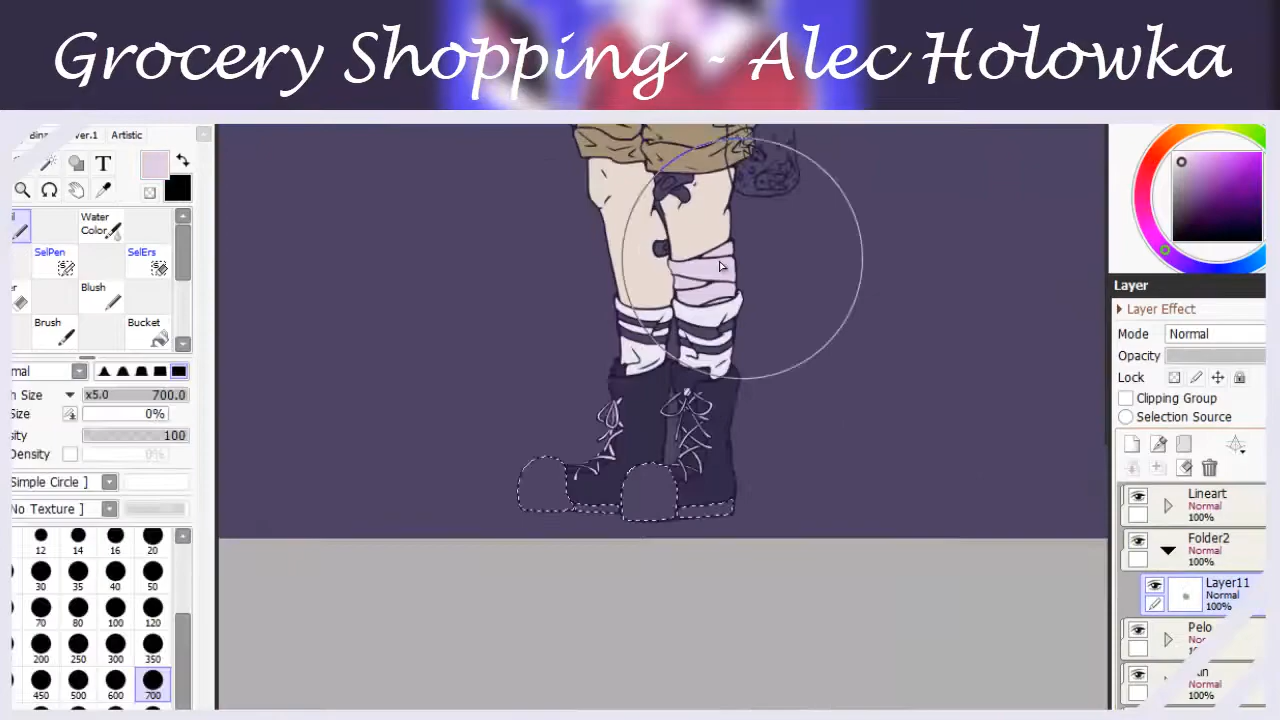 Grocery Shopping - Alec Holowka
ver.1 Artistic
T
Water
Color
SelPen SelErs
Blush
Brush Bucket
Size x5.0 700.0
Size 0%
100
Density 0%
Simple Circle ]
No Texture ]
12 14 16 20
30 35 40 50
70 80 100 120
200 250 300 350
450 500 600 700
Layer
Layer Effect
Mode Normal
Opacity
Lock
Clipping Group
Selection Source
Lineart
Normal
100%
Folder2
Normal
100%
Layer11
Normal
100%
Pelo
100%
Normal
100%